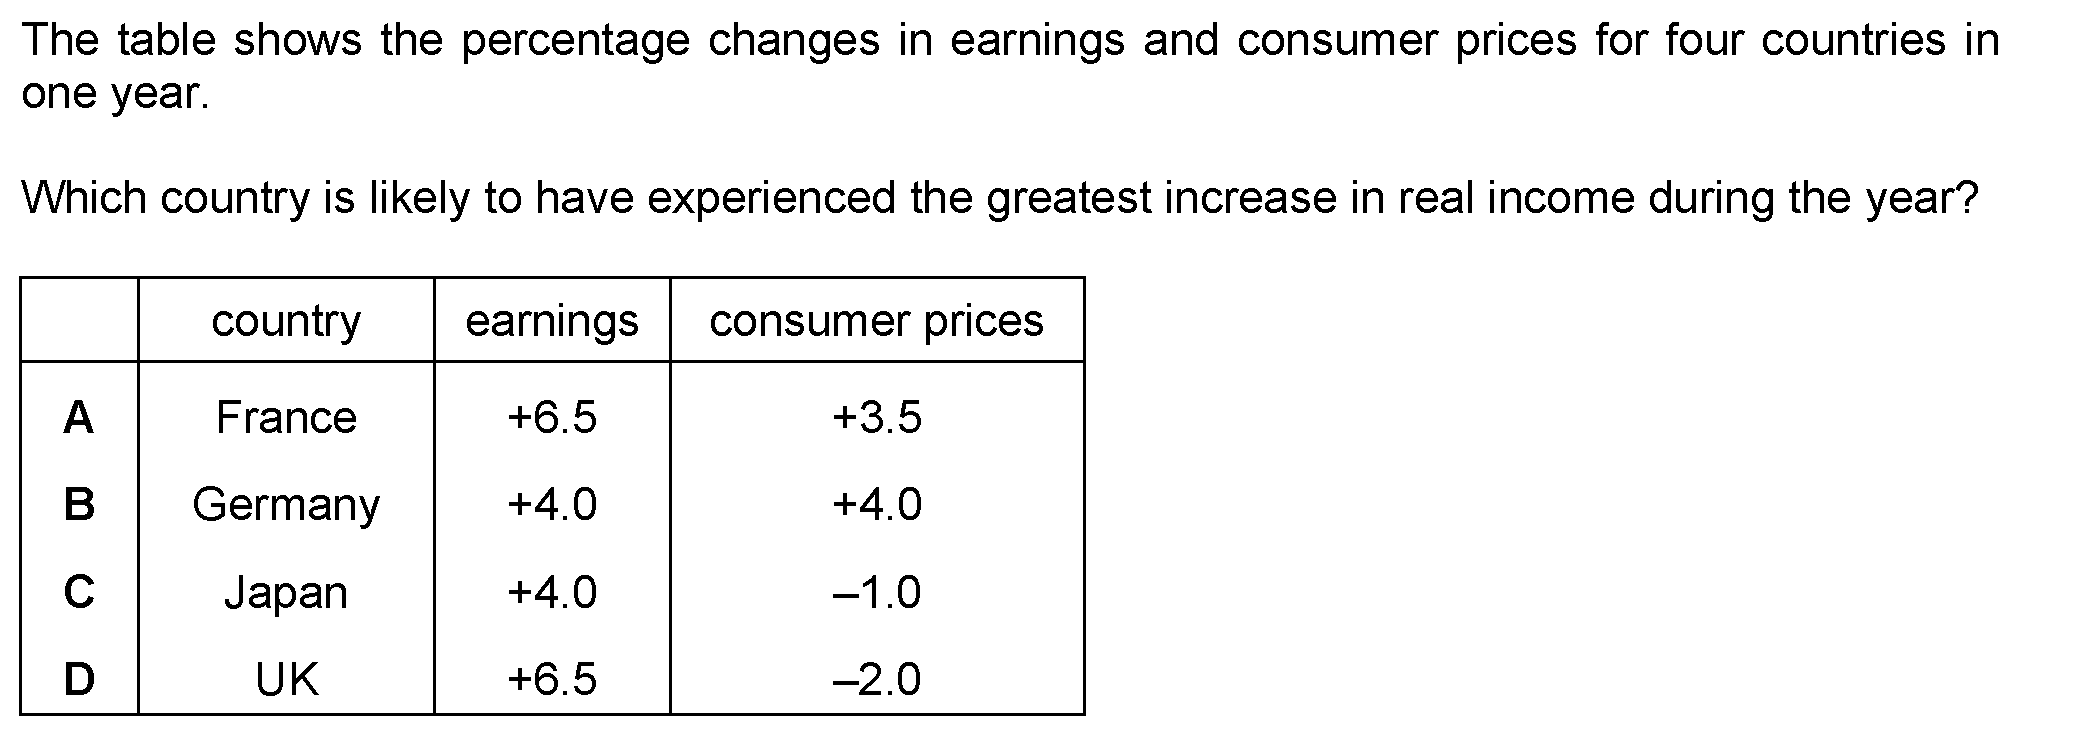 The table shows the percentage changes in earnings and consumer prices for four countries in
one year.
Which country is likely to have experienced the greatest increase in real income during the year?
country earnings consumer prices
A France +6.5 +3.5
B Germany +4.0 +4.0
C Japan +4.0 –1.0
D UK +6.5 –2.0